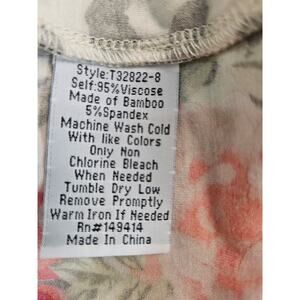 Style:T32822-8
Self:95%Viscose
Made of Bamboo
5%Spandex
Machine Wash Cold
With like Colors
Only Non
Chlorine Bleach
When Needed
Tumble Dry Low
Remove Promptly
Warm Iron If Needed
Rn#149414
Made In China